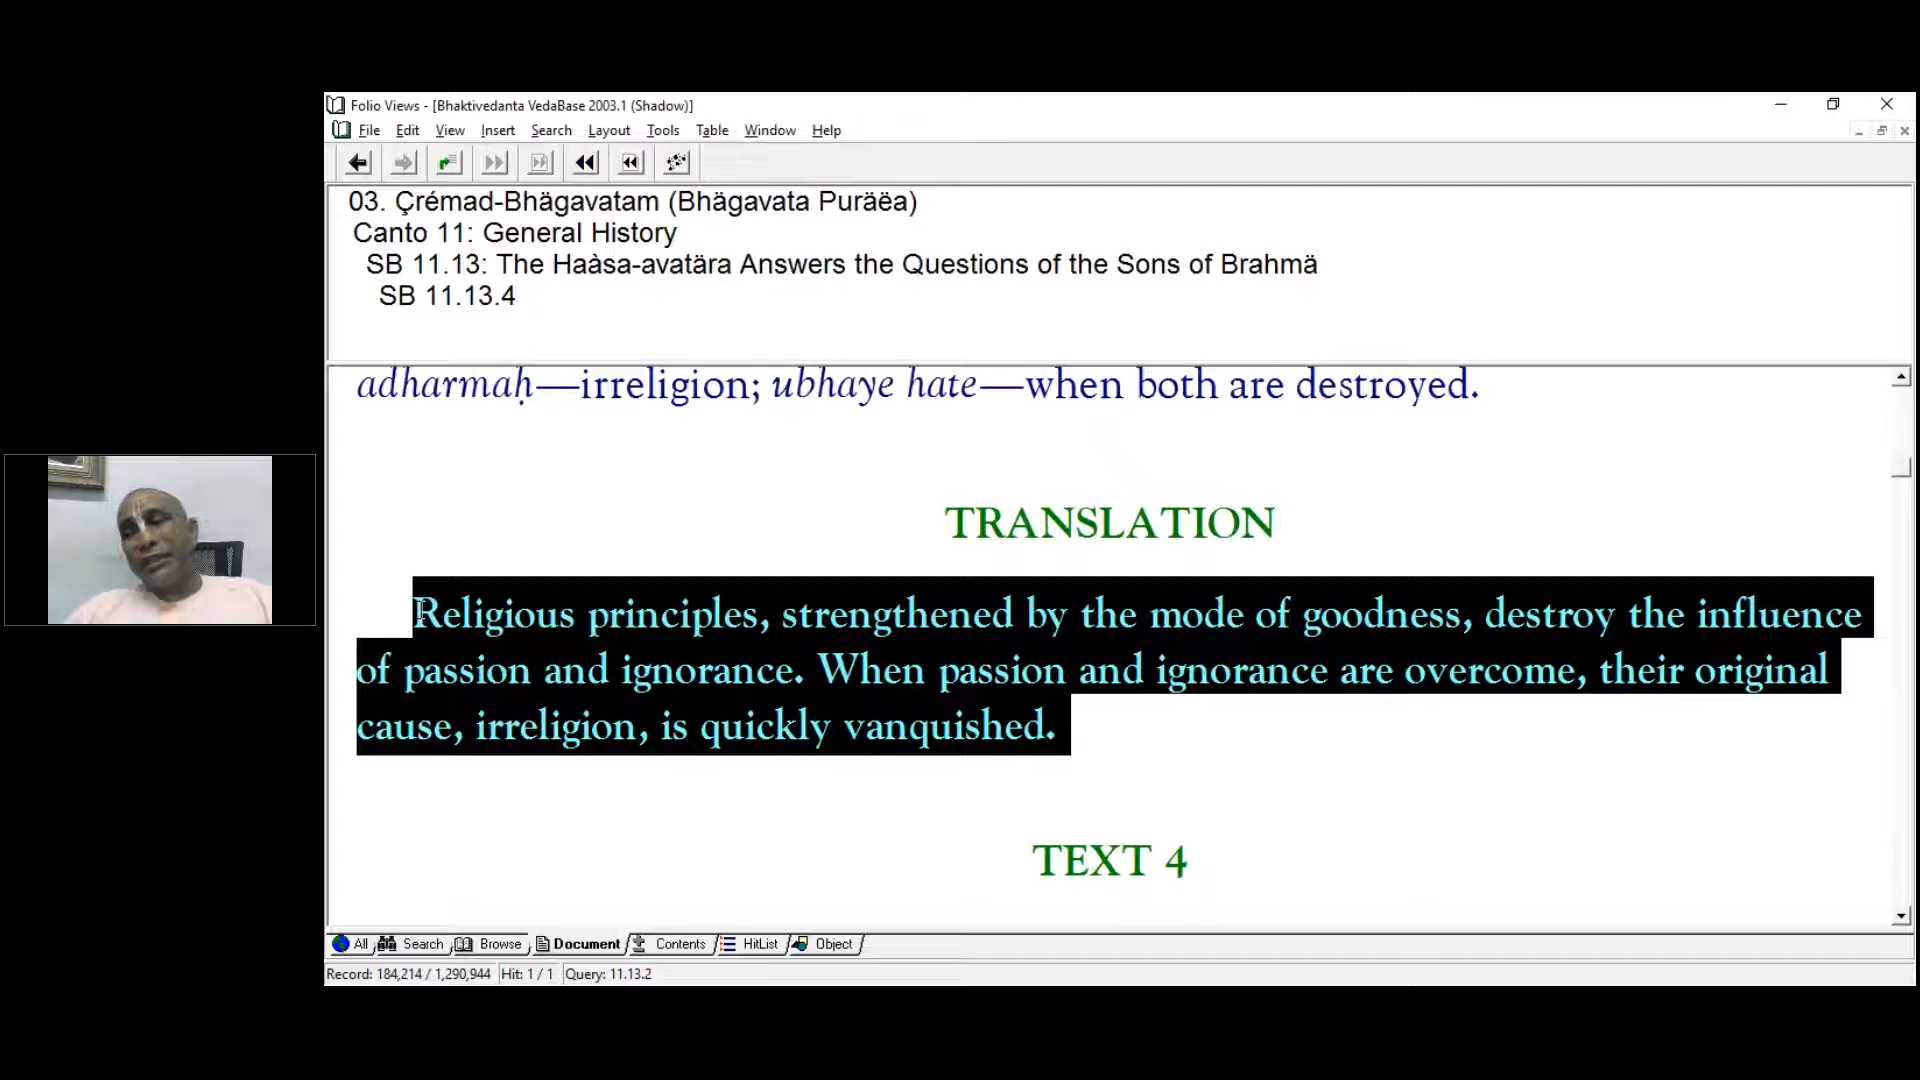 Folio Views - [Bhaktivedanta VedaBase 2003.1 (Shadow)]
File Edit View Insert Search Layout Tools Table Window Help
03. Çrémad-Bhägavatam (Bhägavata Puräëa)
Canto 11: General History
SB 11.13: The Haàsa-avatära Answers the Questions of the Sons of Brahmä
SB 11.13.4
adharmaḥ—irreligion; ubhaye hate—when both are destroyed.
TRANSLATION
Religious principles, strengthened by the mode of goodness, destroy the influence
of passion and ignorance. When passion and ignorance are overcome, their original
cause, irreligion, is quickly vanquished.
TEXT 4
All Search Browse Document Contents HitList Object
Record: 184,214 / 1,290,944 Hit: 1 / 1 Query: 11.13.2